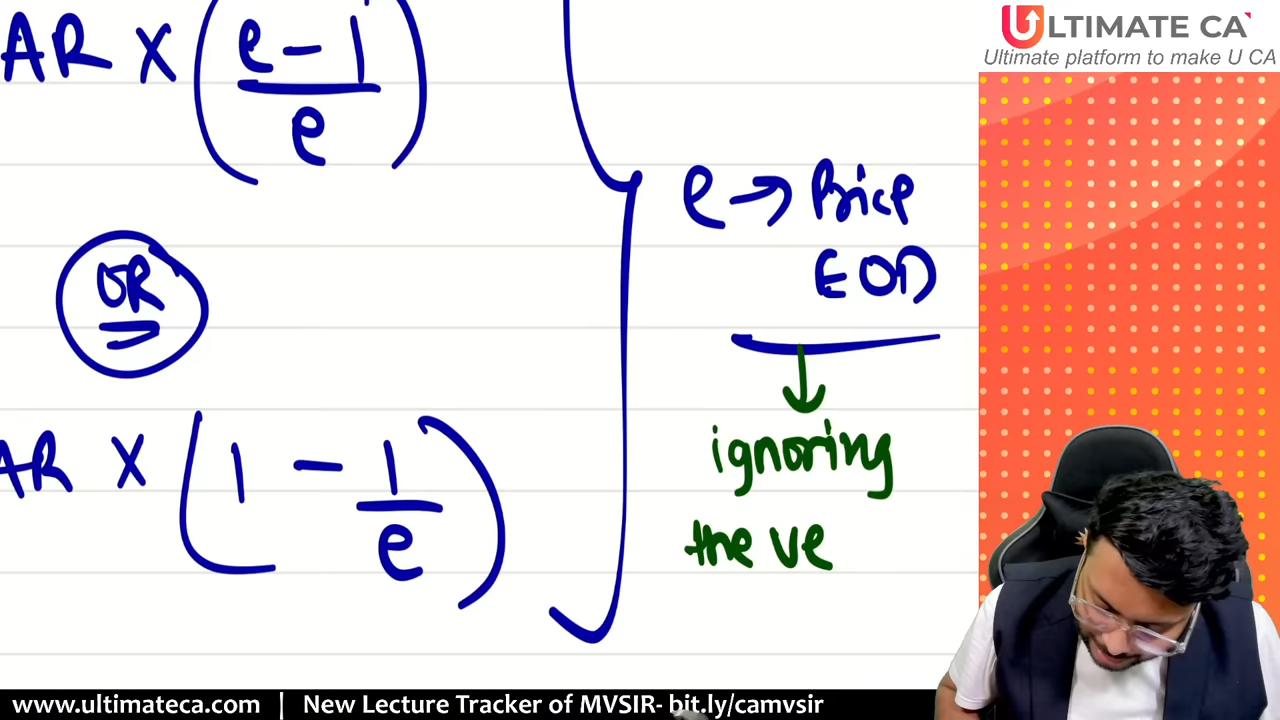 AR X (e - 1 / e)
OR
AR X (1 - 1/e)
e → Price
EOD
↓
ignoring
the ve
ULTIMATE CA
Ultimate platform to make U CA
www.ultimateca.com | New Lecture Tracker of MVSIR- bit.ly/camvsir